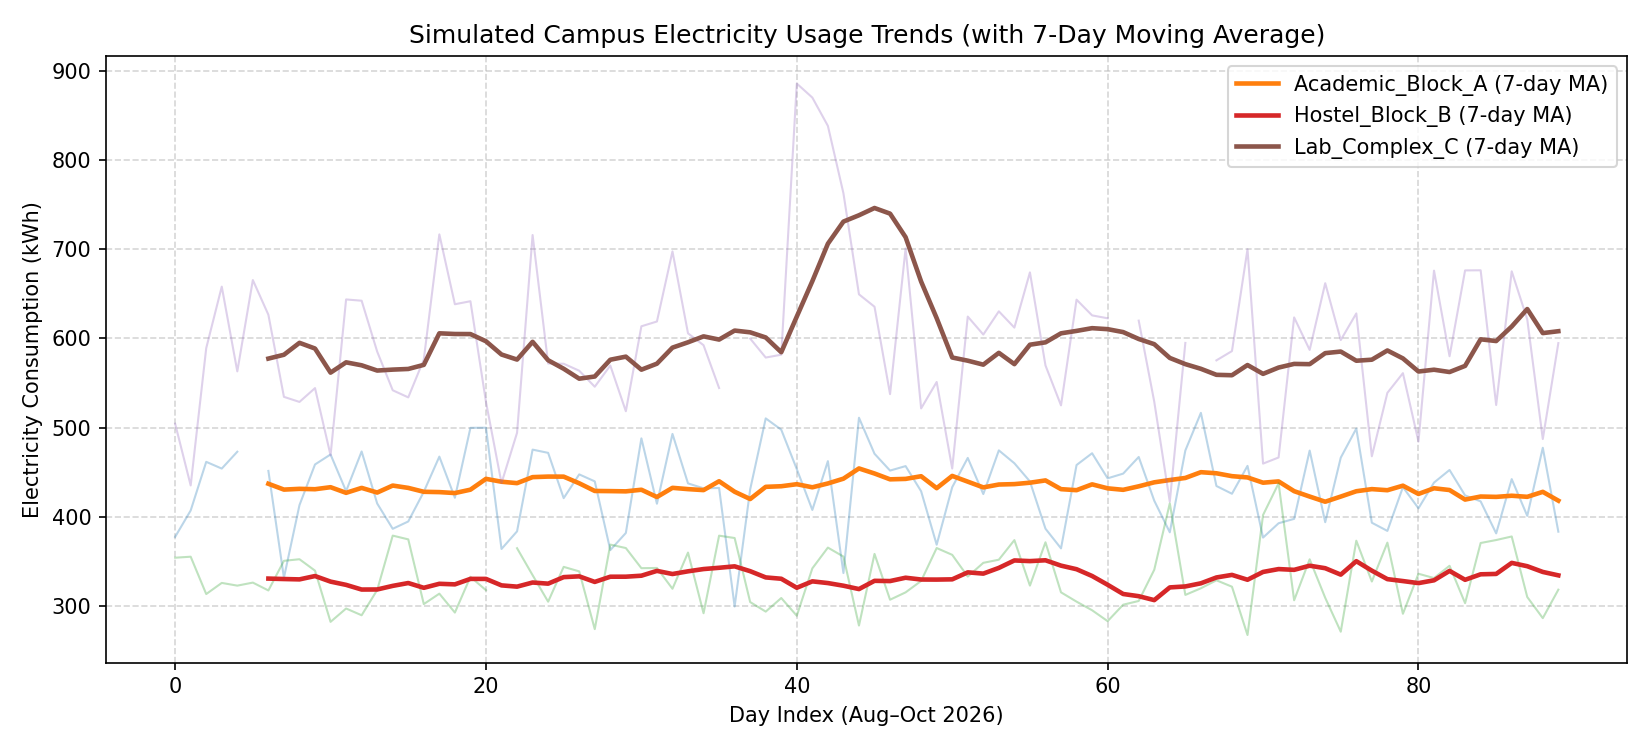 Simulated Campus Electricity Usage Trends (with 7-Day Moving Average)
Academic_Block_A (7-day MA)
Hostel_Block_B (7-day MA)
Lab_Complex_C (7-day MA)
Electricity Consumption (kWh)
900
800
700
600
500
400
300
0 20 40 60 80
Day Index (Aug–Oct 2026)